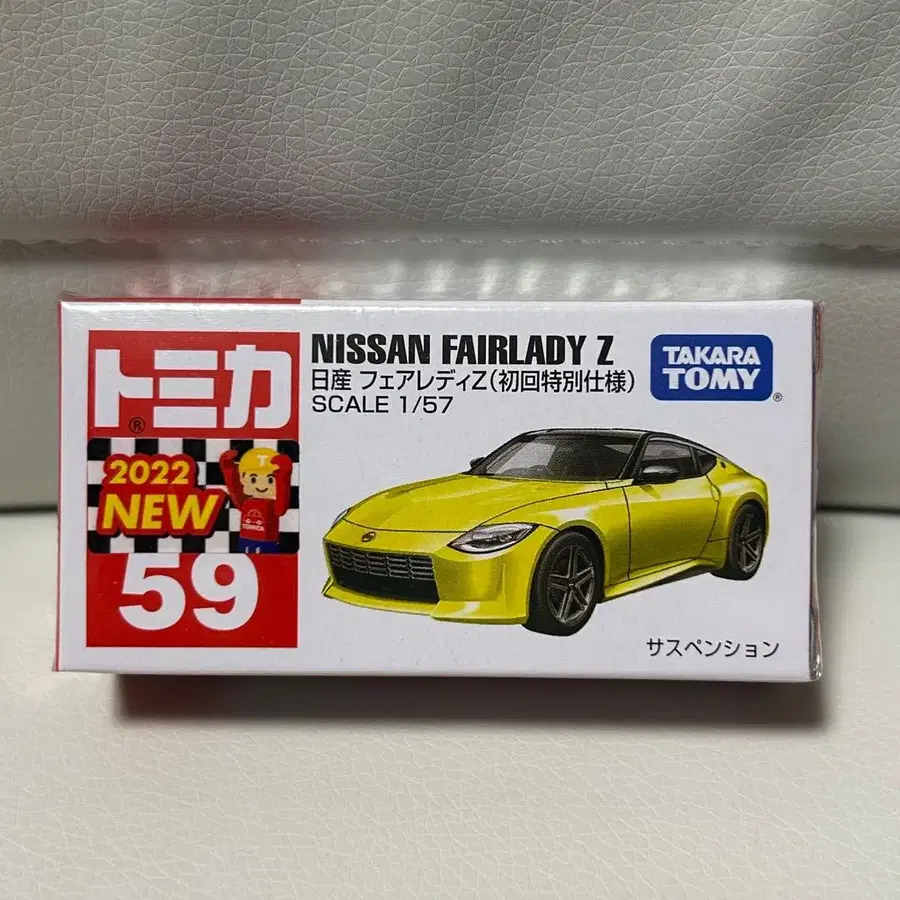 トミカ
®
2022
NEW
T
TOMICA
59
NISSAN FAIRLADY Z
日産 フェアレディZ(初回特別仕様)
SCALE 1/57
TAKARA
TOMY
®
サスペンション